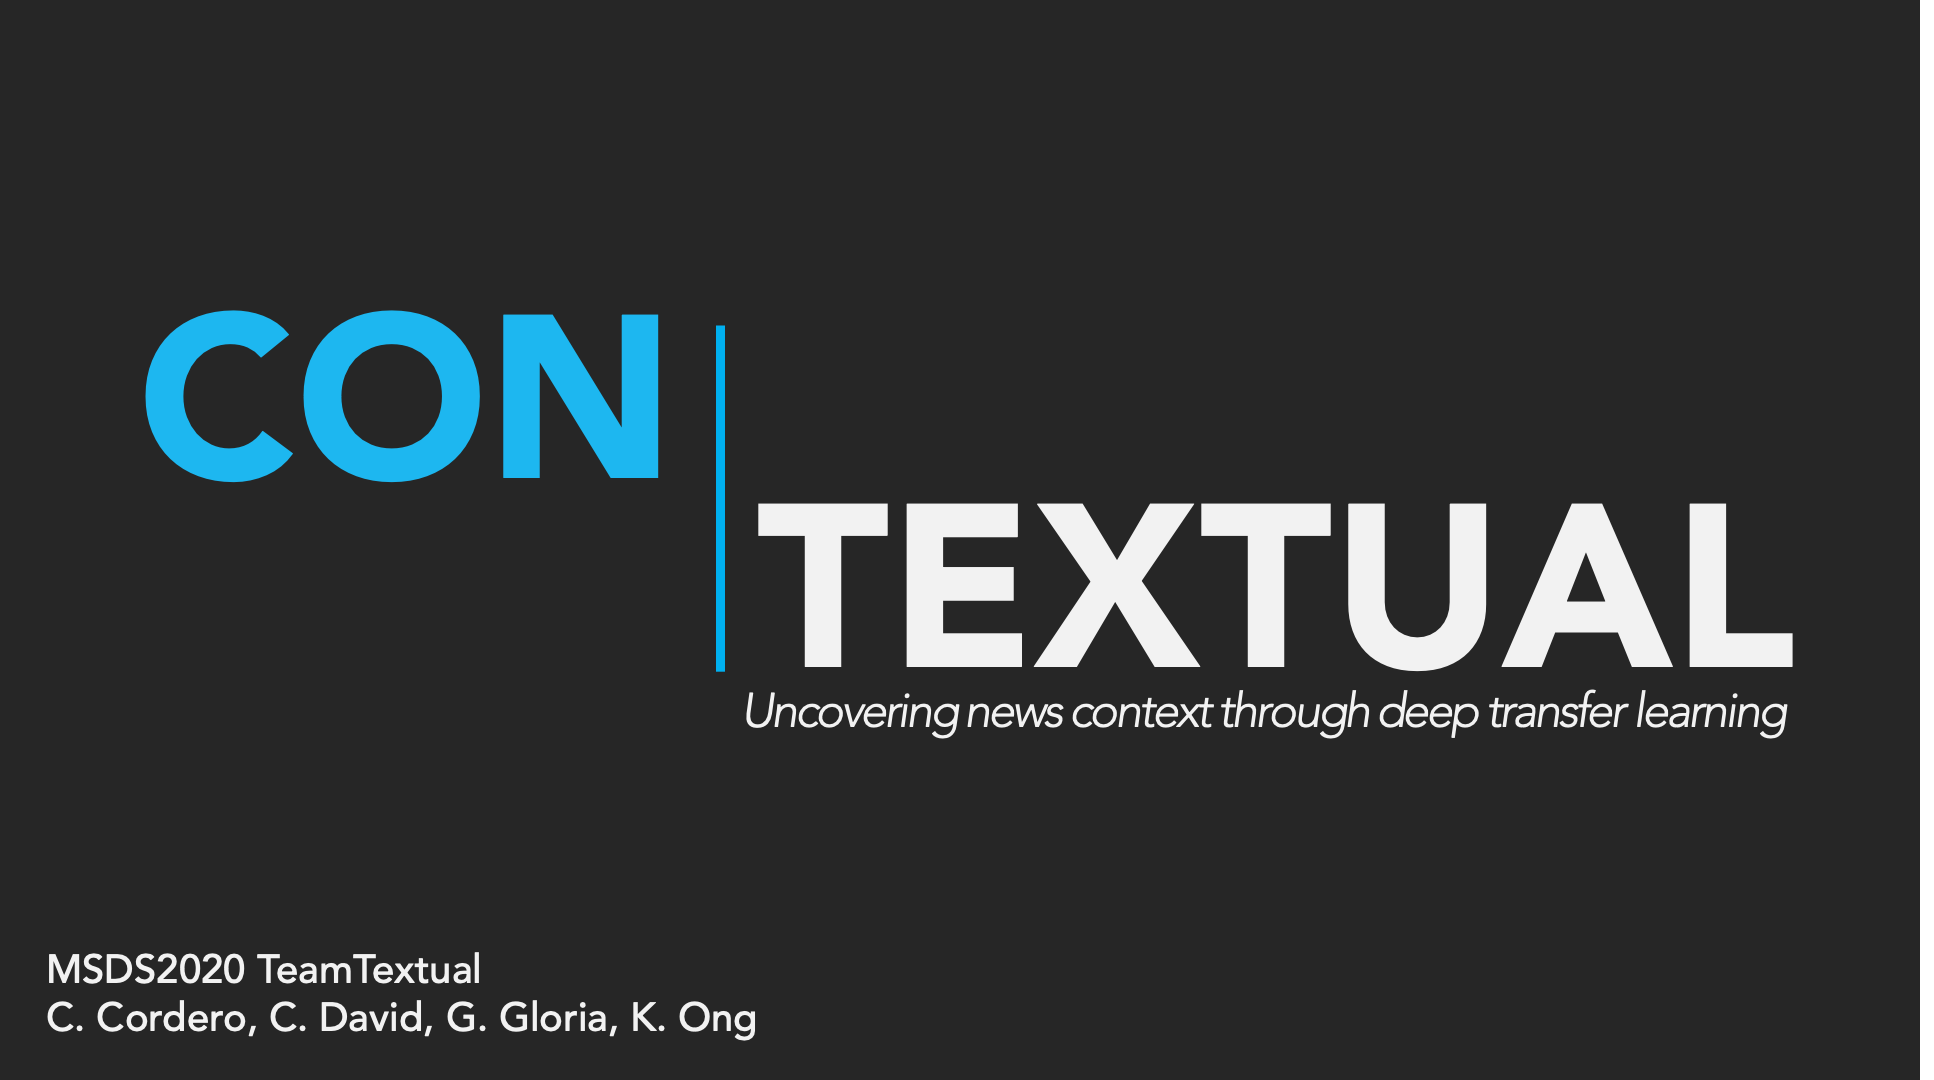 CON
TEXTUAL
Uncovering news context through deep transfer learning
MSDS2020 TeamTextual
C. Cordero, C. David, G. Gloria, K. Ong